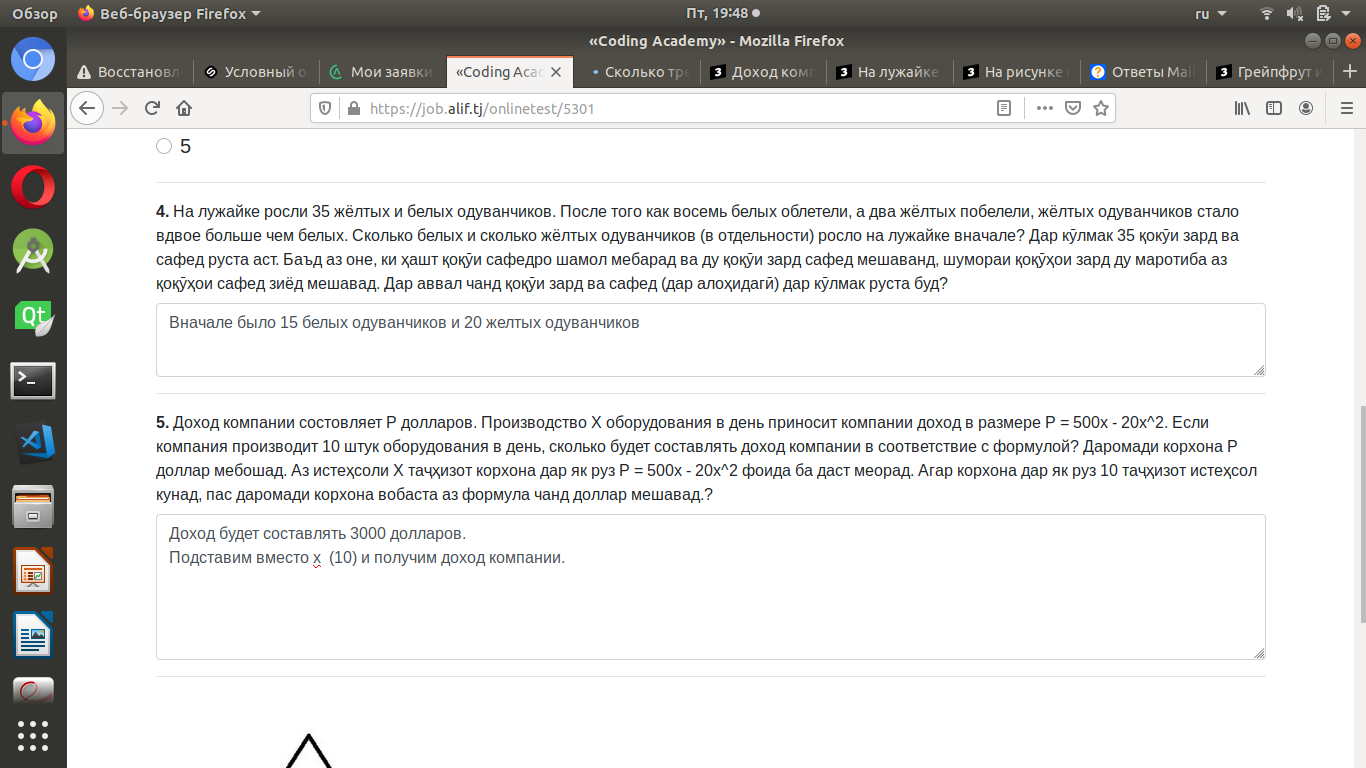 Обзор
Веб-браузер Firefox
Пт, 19:48
ru
«Coding Academy» - Mozilla Firefox
Восстановл
Условный о
Мои заявки
«Coding Acad
Сколько тре
Доход комп
На лужайке
На рисунке
Ответы Mail
Грейпфрут и
https://job.alif.tj/onlinetest/5301
5
4. На лужайке росли 35 жёлтых и белых одуванчиков. После того как восемь белых облетели, а два жёлтых побелели, жёлтых одуванчиков стало
вдвое больше чем белых. Сколько белых и сколько жёлтых одуванчиков (в отдельности) росло на лужайке вначале? Дар кӯлмак 35 қоқӯи зард ва
сафед руста аст. Баъд аз оне, ки ҳашт қоқӯи сафедро шамол мебарад ва ду қоқӯи зард сафед мешаванд, шумораи қоқӯҳои зард ду маротиба аз
қоқӯҳои сафед зиёд мешавад. Дар аввал чанд қоқӯи зард ва сафед (дар алоҳидагӣ) дар кӯлмак руста буд?
Вначале было 15 белых одуванчиков и 20 желтых одуванчиков
5. Доход компании состовляет P долларов. Производство X оборудования в день приносит компании доход в размере P = 500x - 20x^2. Если
компания производит 10 штук оборудования в день, сколько будет составлять доход компании в соответствие с формулой? Даромади корхона P
доллар мебошад. Аз истеҳсоли X таҷҳизот корхона дар як руз P = 500x - 20x^2 фоида ба даст меорад. Агар корхона дар як руз 10 таҷҳизот истеҳсол
кунад, пас даромади корхона вобаста аз формула чанд доллар мешавад.?
Доход будет составлять 3000 долларов.
Подставим вместо x (10) и получим доход компании.